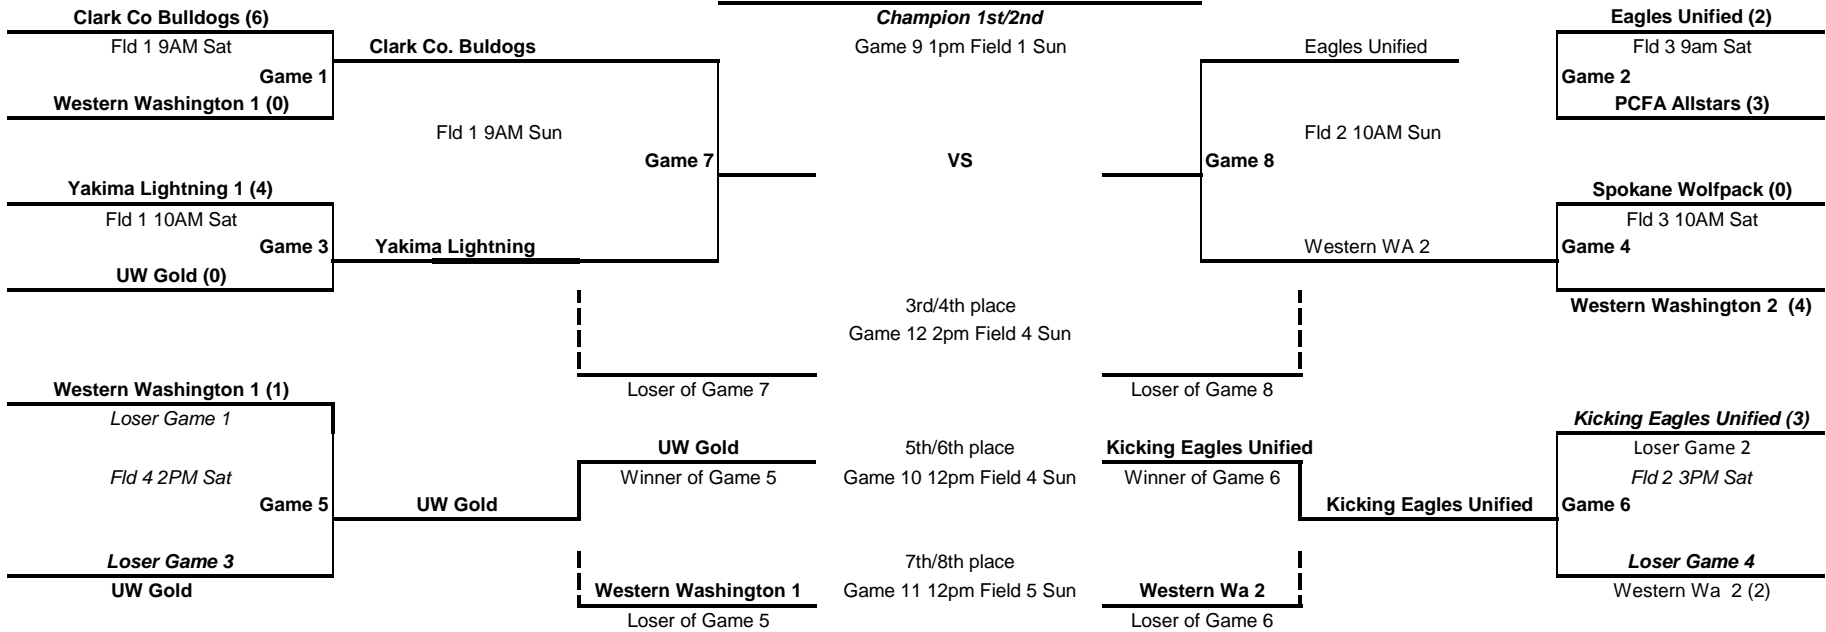 Clark Co Bulldogs (6)
Champion 1st/2nd
Eagles Unified (2)
Fld 1 9AM Sat
Clark Co. Buldogs
Game 9 1pm Field 1 Sun
Eagles Unified
Fld 3 9am Sat
Game 1
Game 2
Western Washington 1 (0)
PCFA Allstars (3)
Fld 1 9AM Sun
Fld 2 10AM Sun
Game 7
VS
Game 8
Yakima Lightning 1 (4)
Spokane Wolfpack (0)
Fld 1 10AM Sat
Fld 3 10AM Sat
Game 3
Yakima Lightning
Western WA 2
Game 4
UW Gold (0)
3rd/4th place
Western Washington 2 (4)
Game 12 2pm Field 4 Sun
Western Washington 1 (1)
Loser of Game 7
Loser of Game 8
Loser Game 1
Kicking Eagles Unified (3)
UW Gold
5th/6th place
Kicking Eagles Unified
Loser Game 2
Fld 4 2PM Sat
Winner of Game 5
Game 10 12pm Field 4 Sun
Winner of Game 6
Fld 2 3PM Sat
Game 5
UW Gold
Kicking Eagles Unified
Game 6
Loser Game 3
7th/8th place
Loser Game 4
UW Gold
Western Washington 1
Game 11 12pm Field 5 Sun
Western Wa 2
Western Wa 2 (2)
Loser of Game 5
Loser of Game 6